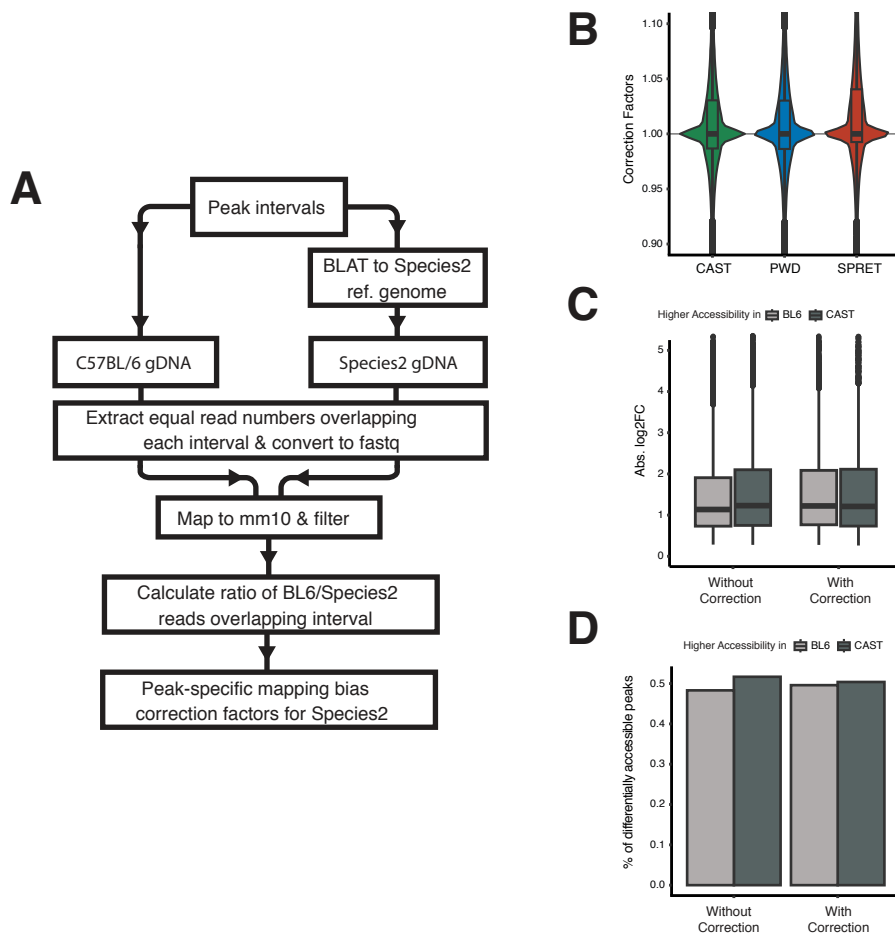 A
Peak intervals
BLAT to Species2
ref. genome
C57BL/6 gDNA
Species2 gDNA
Extract equal read numbers overlapping
each interval & convert to fastq
Map to mm10 & filter
Calculate ratio of BL6/Species2
reads overlapping interval
Peak-specific mapping bias
correction factors for Species2
B
Correction Factors
1.10
1.05
1.00
0.95
0.90
CAST
PWD
SPRET
C
Higher Accessibility in BL6 CAST
Abs. log2FC
5
4
3
2
1
0
Without
Correction
With
Correction
D
Higher Accessibility in BL6 CAST
% of differentially accessible peaks
0.5
0.4
0.3
0.2
0.1
0.0
Without
Correction
With
Correction